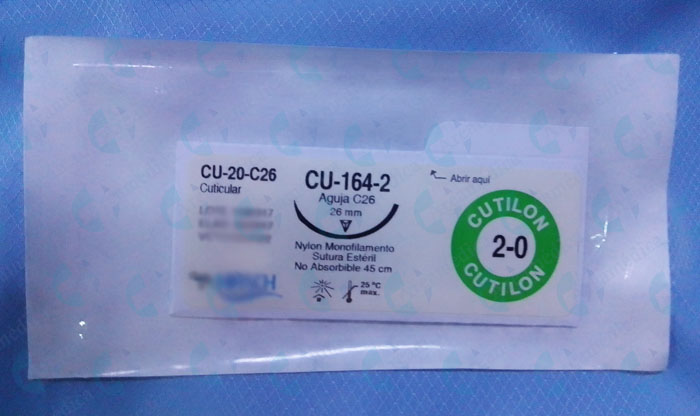 CU-20-C26
Cuticular
CU-164-2
Aguja C26
26 mm
Nylon Monofilamento
Sutura Estéril
No Absorbible 45 cm
25 °C
max.
Abrir aquí
CUTILON
2-0
CUTILON